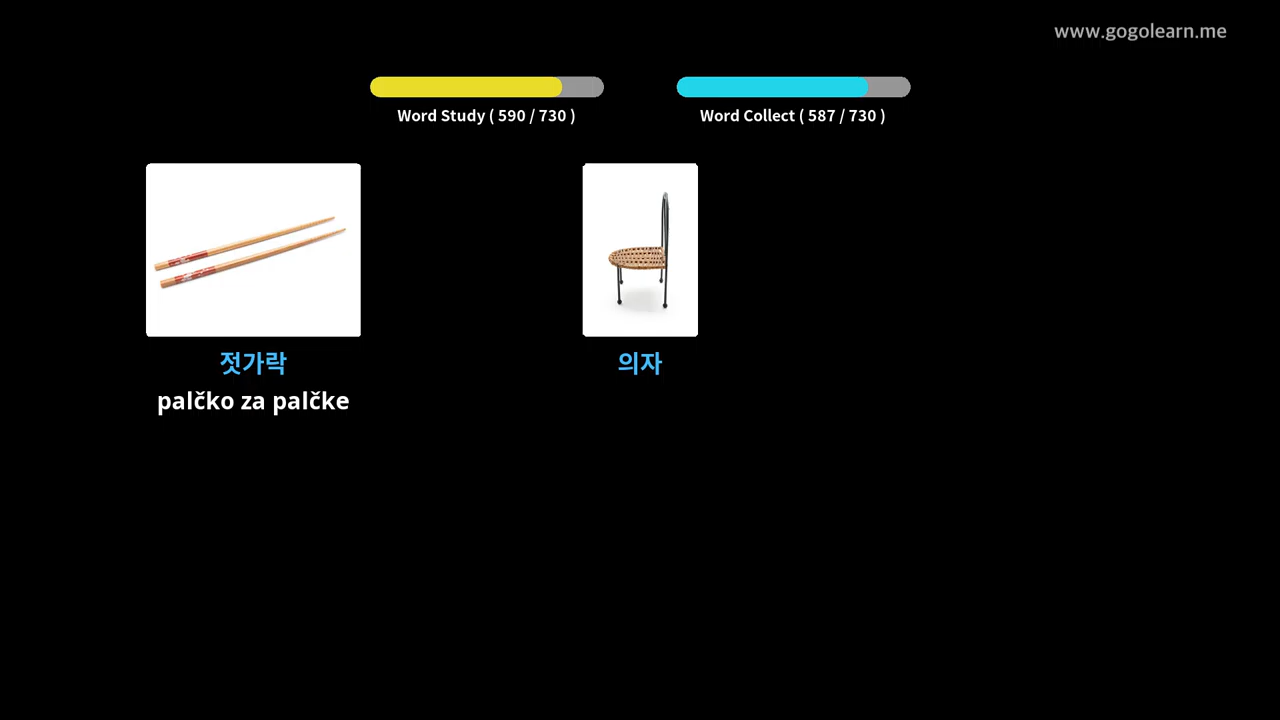 www.gogolearn.me
Word Study ( 590 / 730 )
Word Collect ( 587 / 730 )
젓가락
의자
palčko za palčke